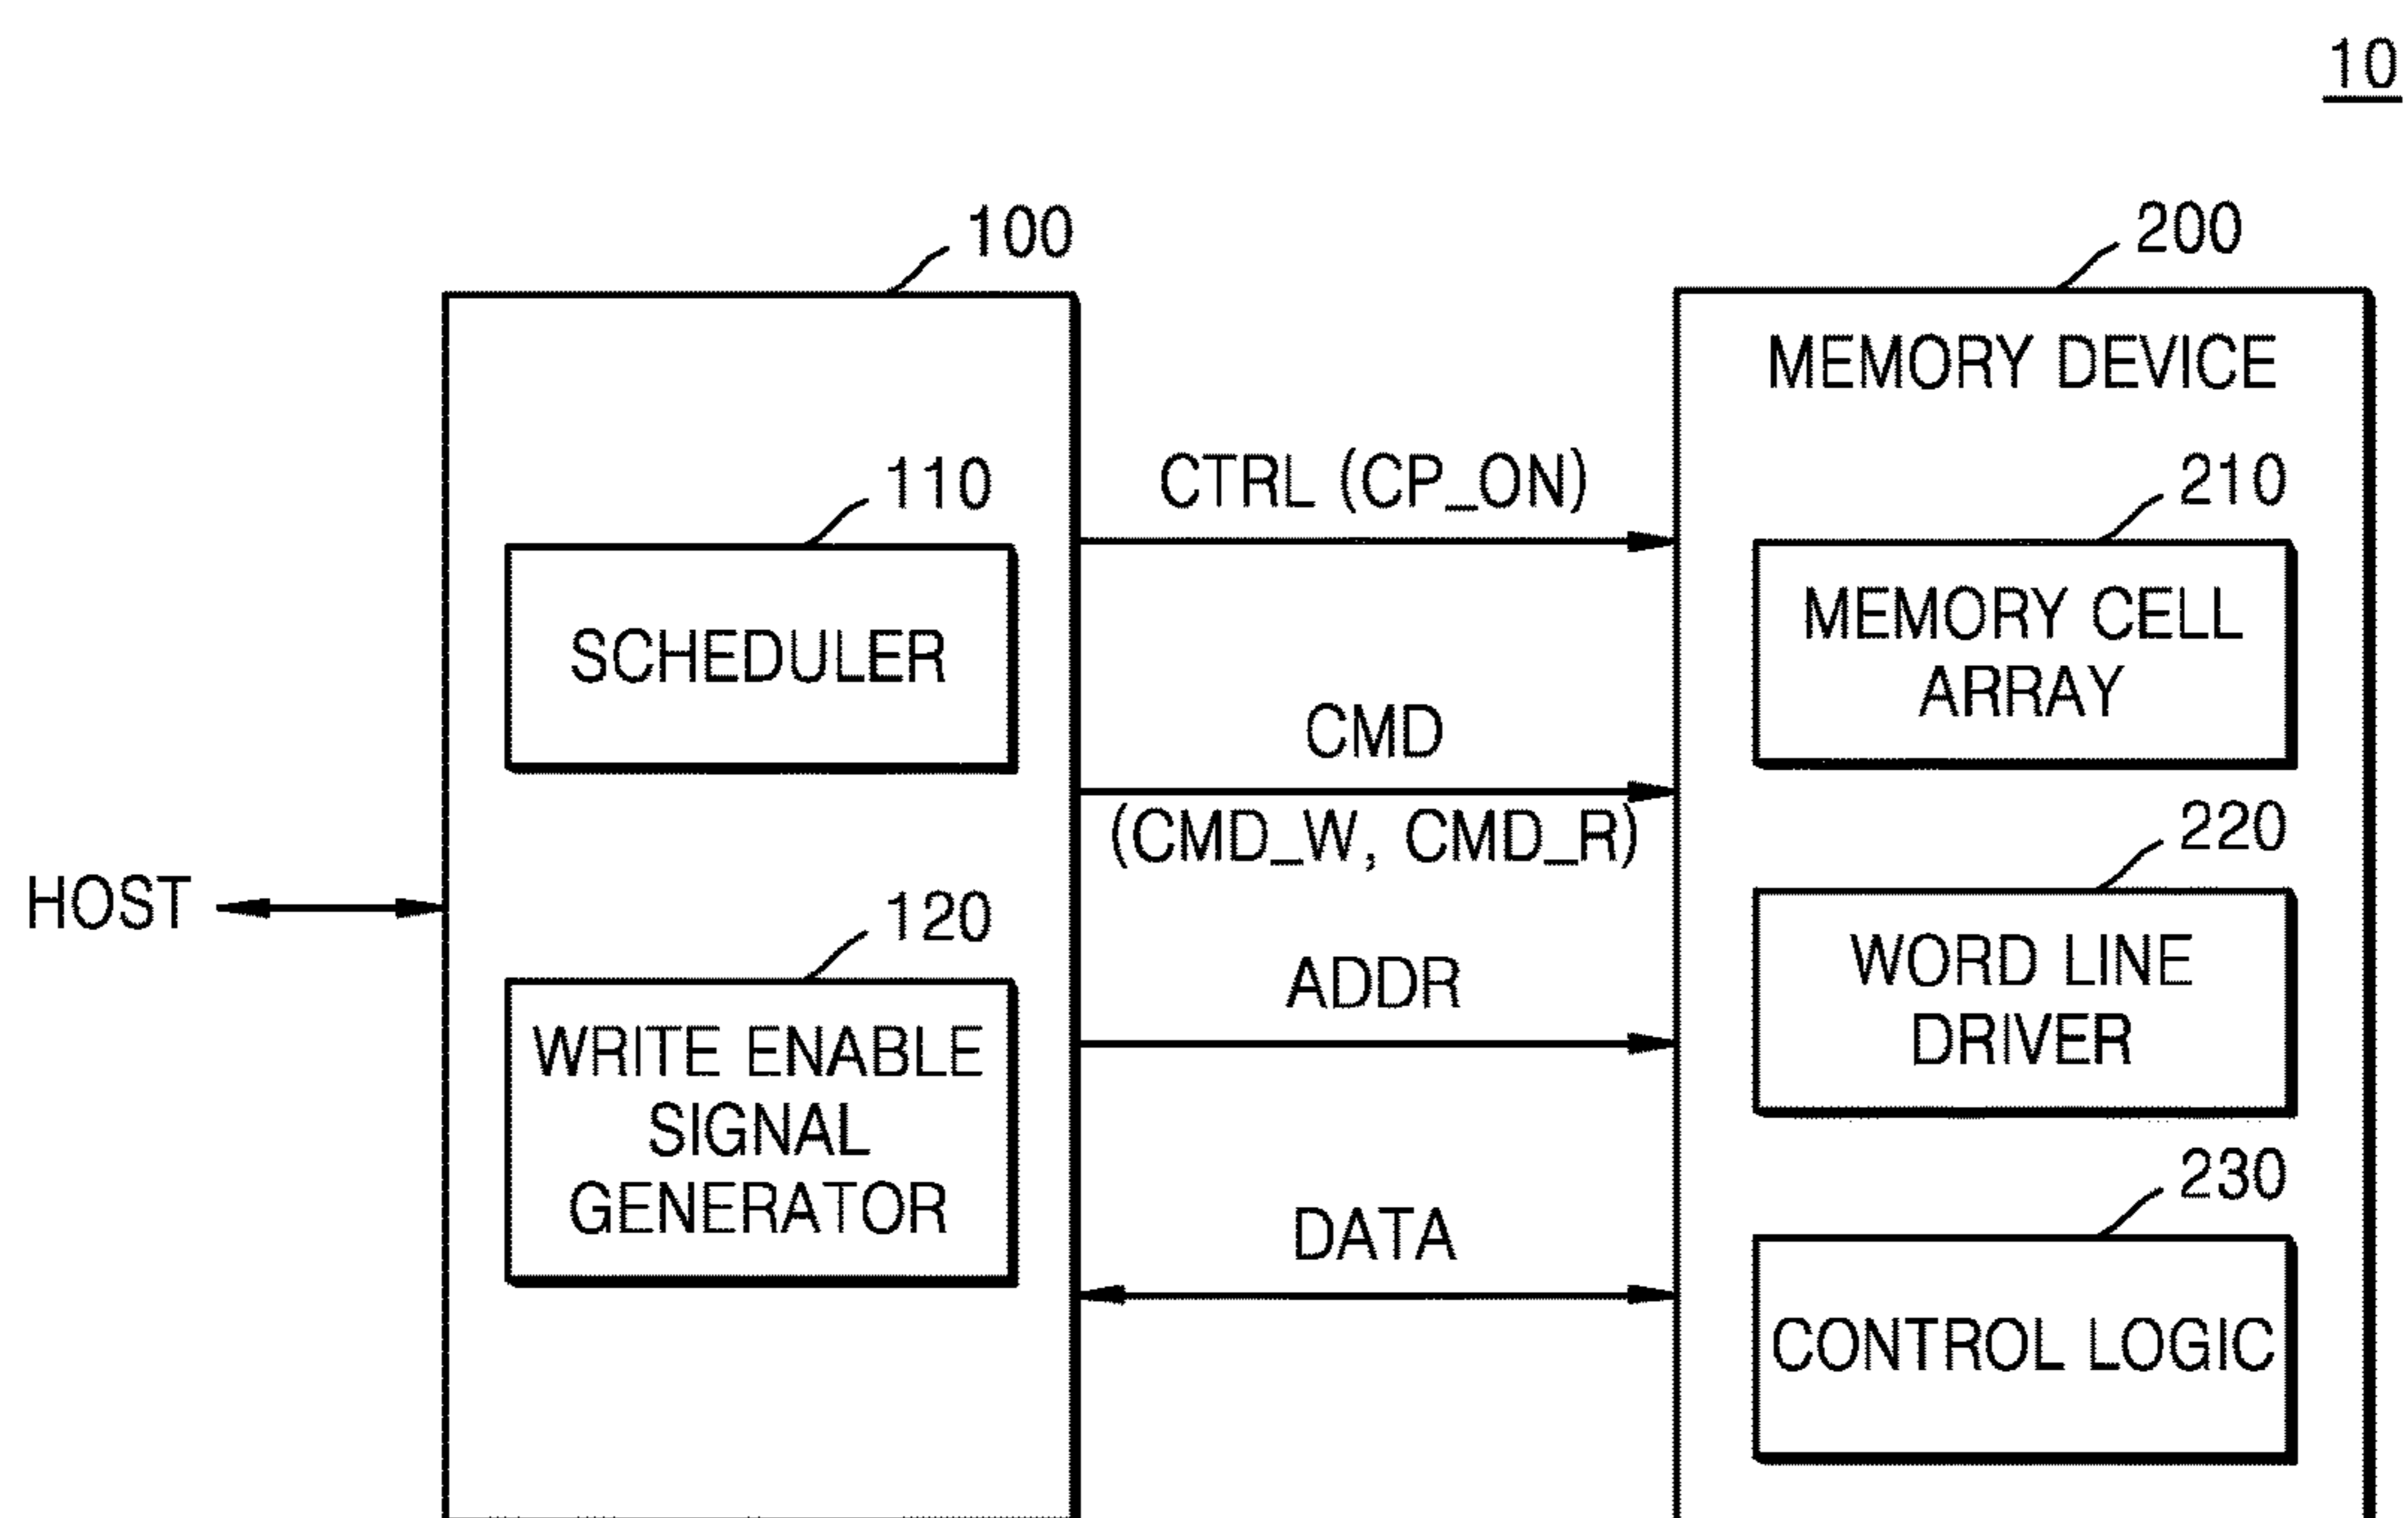 10
100
200
MEMORY DEVICE
110
CTRL (CP_ON)
210
SCHEDULER
MEMORY CELL
ARRAY
CMD
(CMD_W, CMD_R)
220
HOST
120
WORD LINE
DRIVER
ADDR
WRITE ENABLE
SIGNAL
GENERATOR
230
DATA
CONTROL LOGIC